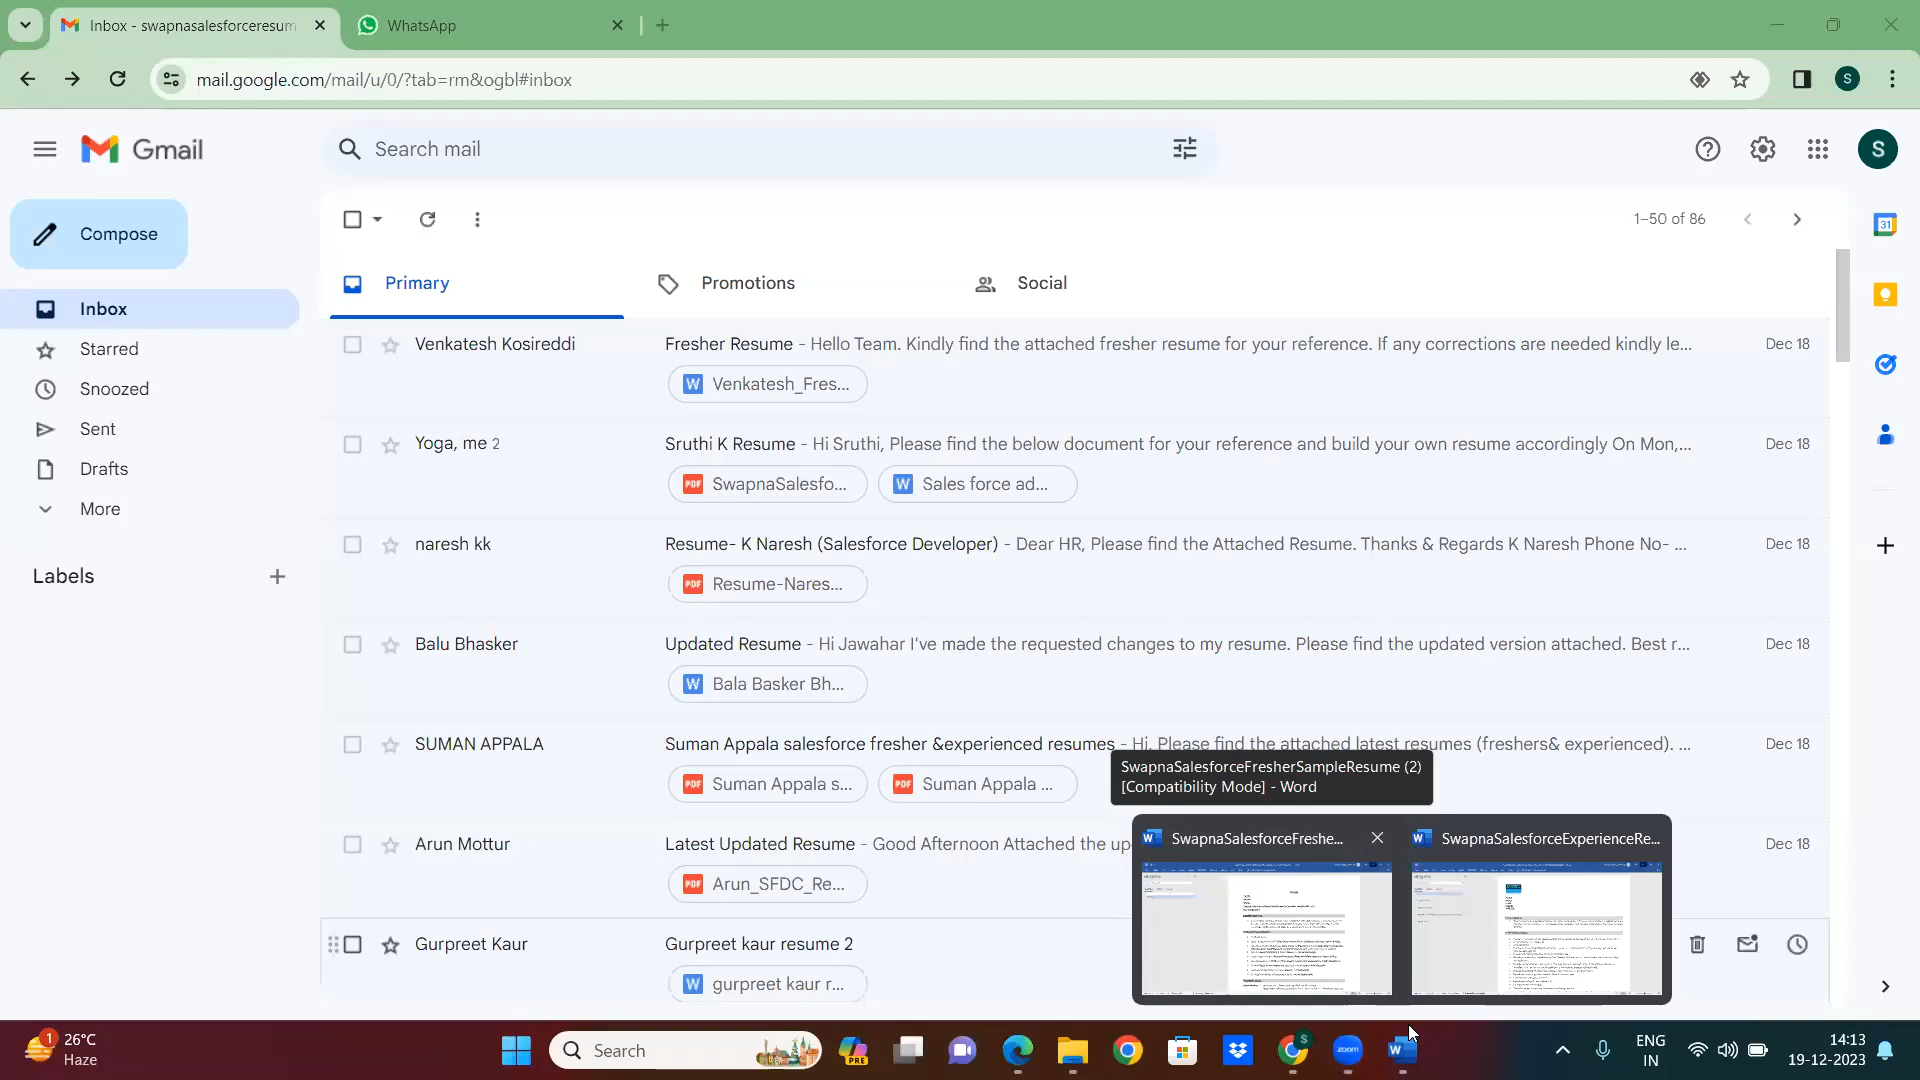 Inbox - swapnasalesforceresum
WhatsApp
mail.google.com/mail/u/0/?tab=rm&ogbl#inbox
S
Gmail
Search mail
S
Compose
1–50 of 86
31
Primary
Promotions
Social
Inbox
Starred
Snoozed
Sent
Drafts
More
Labels
Venkatesh Kosireddi
Fresher Resume - Hello Team. Kindly find the attached fresher resume for your reference. If any corrections are needed kindly le...
Dec 18
W Venkatesh_Fres...
Yoga, me 2
Sruthi K Resume - Hi Sruthi, Please find the below document for your reference and build your own resume accordingly On Mon,...
Dec 18
PDF SwapnaSalesfo...
W Sales force ad...
naresh kk
Resume- K Naresh (Salesforce Developer) - Dear HR, Please find the Attached Resume. Thanks & Regards K Naresh Phone No- ...
Dec 18
PDF Resume-Nares...
Balu Bhasker
Updated Resume - Hi Jawahar I've made the requested changes to my resume. Please find the updated version attached. Best r...
Dec 18
W Bala Basker Bh...
SUMAN APPALA
Suman Appala salesforce fresher &experienced resumes - Hi, Please find the attached latest resumes (freshers& experienced). ...
Dec 18
PDF Suman Appala s...
PDF Suman Appala ...
SwapnaSalesforceFresherSampleResume (2)
[Compatibility Mode] - Word
Arun Mottur
Latest Updated Resume - Good Afternoon Attached the up
Dec 18
PDF Arun_SFDC_Re...
W SwapnaSalesforceFreshe...
W SwapnaSalesforceExperienceRe...
Gurpreet Kaur
Gurpreet kaur resume 2
W gurpreet kaur r...
1
26°C
Haze
Search
PRE
S
zoom
W
ENG
IN
14:13
19-12-2023